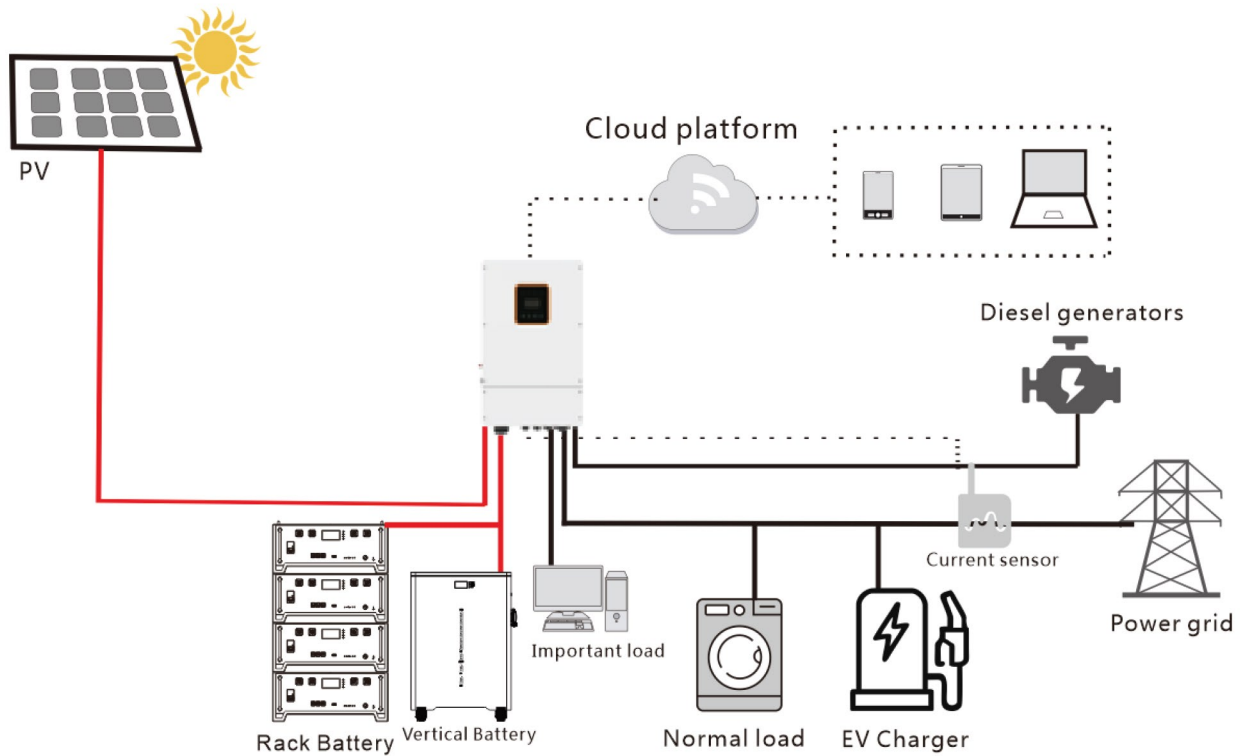 PV
Cloud platform
Diesel generators
Current sensor
Power grid
Important load
Rack Battery
Vertical Battery
Normal load
EV Charger